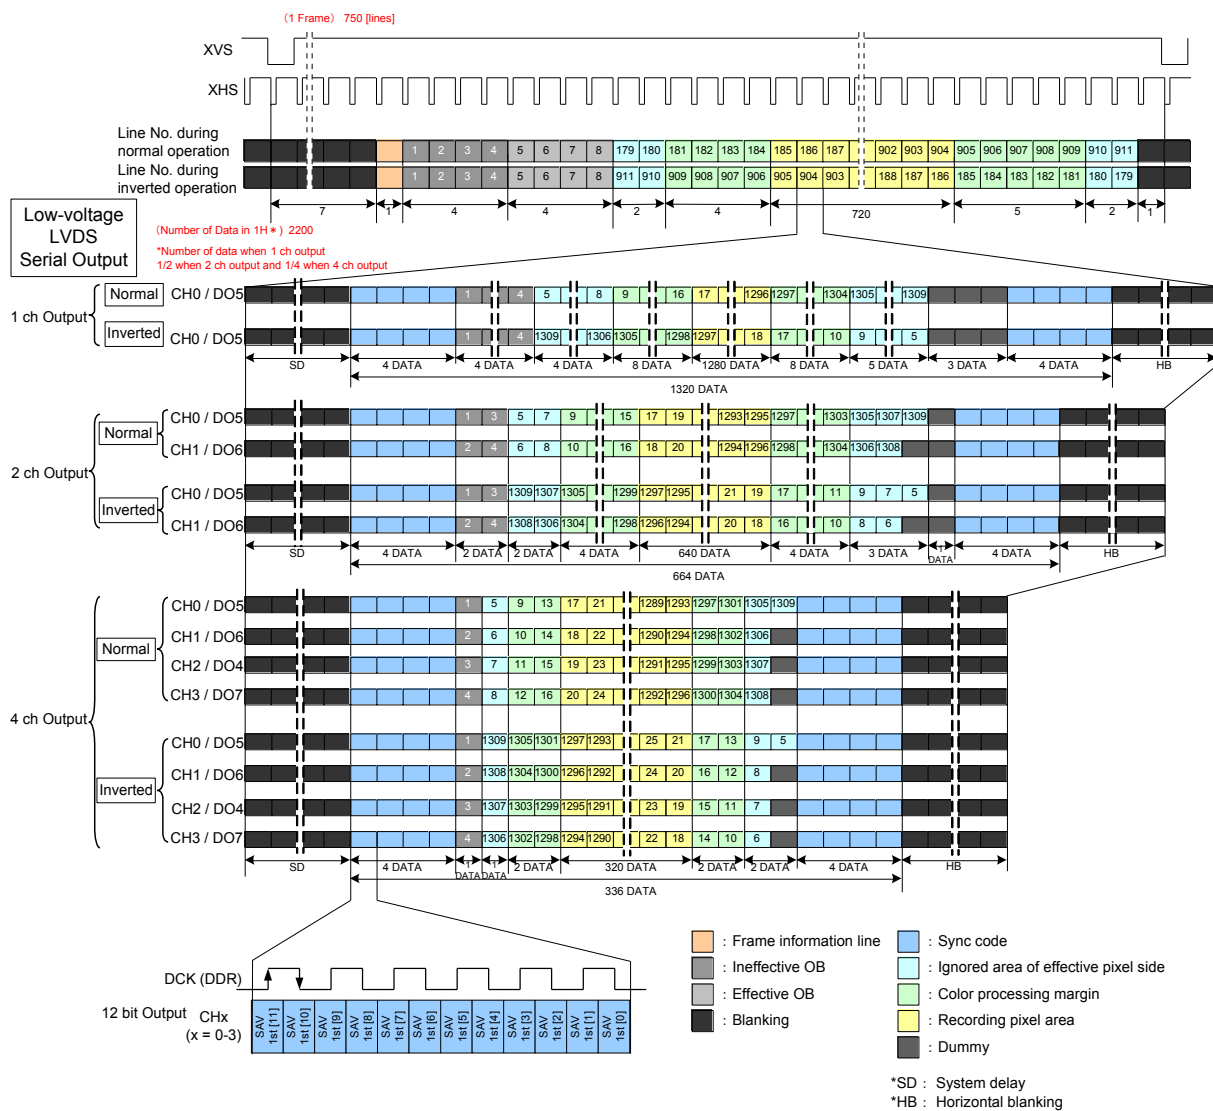 （1 Frame） 750 [lines]
XVS
XHS
Line No. during
normal operation
1 2 3 4 5 6 7 8 179 180 181 182 183 184 185 186 187 902 903 904 905 906 907 908 909 910 911
Line No. during
inverted operation
1 2 3 4 5 6 7 8 911 910 909 908 907 906 905 904 903 188 187 186 185 184 183 182 181 180 179
7 1 4 4 2 4 720 5 2 1
Low-voltage
LVDS
Serial Output
(Number of Data in 1H＊) 2200
*Number of data when 1 ch output
1/2 when 2 ch output and 1/4 when 4 ch output
1 ch Output
Normal CH0 / DO5 1 4 5 8 9 16 17 1296 1297 1304 1305 1309
Inverted CH0 / DO5 1 4 1309 1306 1305 1298 1297 18 17 10 9 5
SD 4 DATA 4 DATA 4 DATA 8 DATA 1280 DATA 8 DATA 5 DATA 3 DATA 4 DATA HB
1320 DATA
2 ch Output
Normal
CH0 / DO5 1 3 5 7 9 15 17 19 1293 1295 1297 1303 1305 1307 1309
CH1 / DO6 2 4 6 8 10 16 18 20 1294 1296 1298 1304 1306 1308
Inverted
CH0 / DO5 1 3 1309 1307 1305 1299 1297 1295 21 19 17 11 9 7 5
CH1 / DO6 2 4 1308 1306 1304 1298 1296 1294 20 18 16 10 8 6
SD 4 DATA 2 DATA 2 DATA 4 DATA 640 DATA 4 DATA 3 DATA 1 DATA 4 DATA HB
664 DATA
4 ch Output
Normal
CH0 / DO5 1 5 9 13 17 21 1289 1293 1297 1301 1305 1309
CH1 / DO6 2 6 10 14 18 22 1290 1294 1298 1302 1306
CH2 / DO4 3 7 11 15 19 23 1291 1295 1299 1303 1307
CH3 / DO7 4 8 12 16 20 24 1292 1296 1300 1304 1308
Inverted
CH0 / DO5 1 1309 1305 1301 1297 1293 25 21 17 13 9 5
CH1 / DO6 2 1308 1304 1300 1296 1292 24 20 16 12 8
CH2 / DO4 3 1307 1303 1299 1295 1291 23 19 15 11 7
CH3 / DO7 4 1306 1302 1298 1294 1290 22 18 14 10 6
SD 4 DATA 1 DATA 1 DATA 2 DATA 320 DATA 2 DATA 2 DATA 4 DATA HB
336 DATA
DCK (DDR)
12 bit Output CHx
(x = 0-3)
SAV 1st [11] SAV 1st [10] SAV 1st [9] SAV 1st [8] SAV 1st [7] SAV 1st [6] SAV 1st [5] SAV 1st [4] SAV 1st [3] SAV 1st [2] SAV 1st [1] SAV 1st [0]
: Frame information line
: Ineffective OB
: Effective OB
: Blanking
: Sync code
: Ignored area of effective pixel side
: Color processing margin
: Recording pixel area
: Dummy
*SD : System delay
*HB : Horizontal blanking